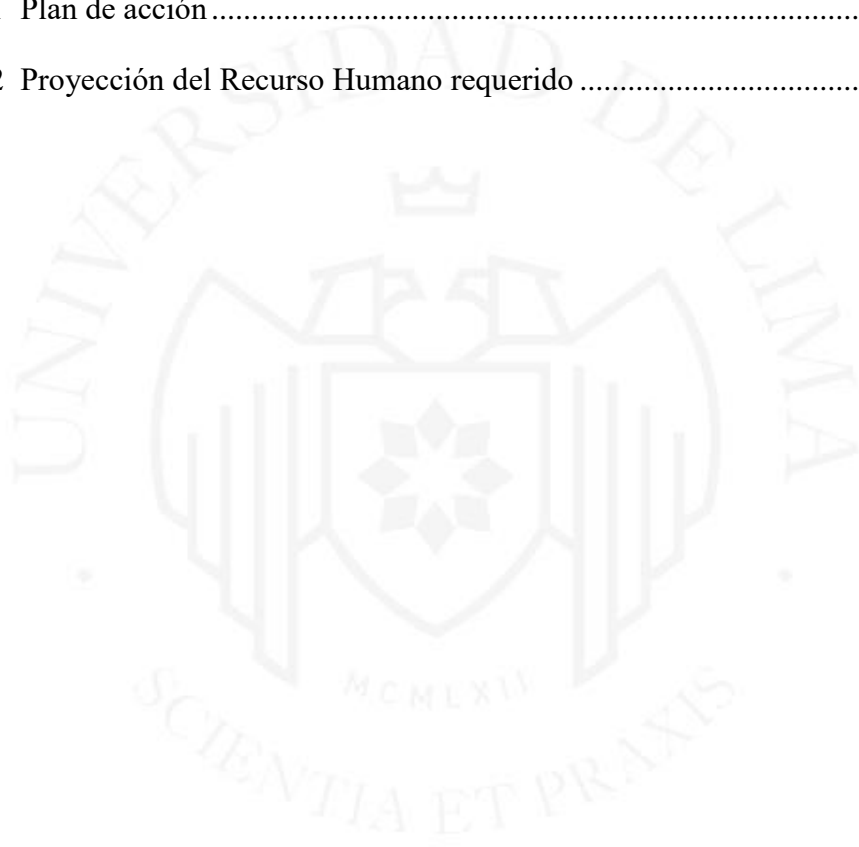 Plan de acción ...............................................................................
2 Proyección del Recurso Humano requerido ..................................
UNIVERSIDAD DE LIMA
MCMLXII
SCIENTIA ET PRAXIS